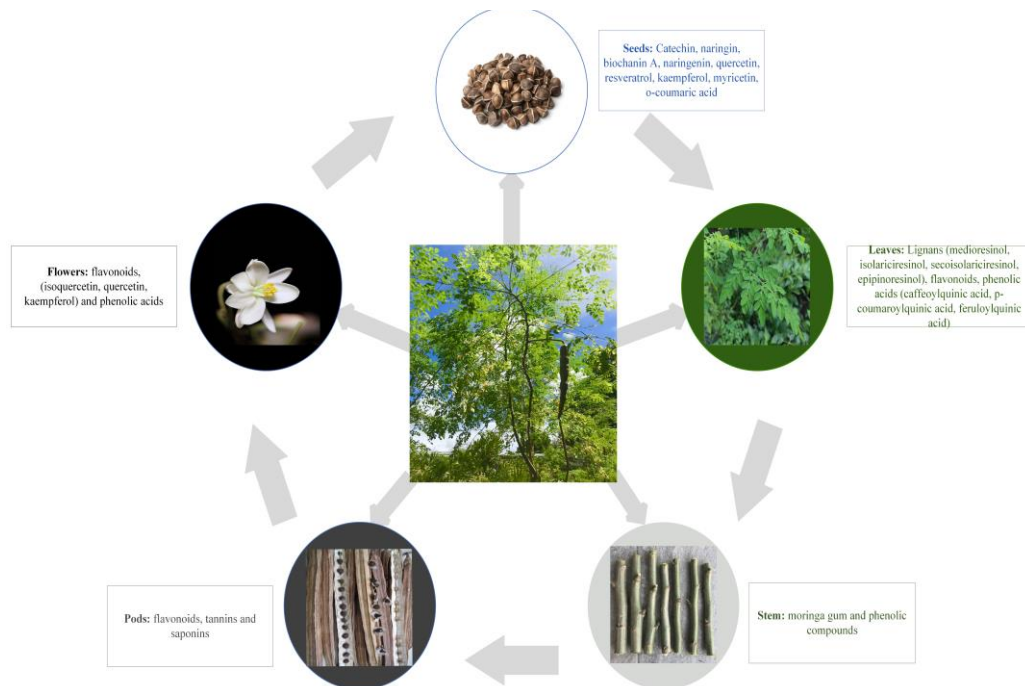 Seeds: Catechin, naringin,
biochanin A, naringenin, quercetin,
resveratrol, kaempferol, myricetin,
o-coumaric acid
Flowers: flavonoids,
(isoquercetin, quercetin,
kaempferol) and phenolic acids
Leaves: Lignans (medioresinol,
isolariciresinol, secoisolariciresinol,
epipinoresinol), flavonoids, phenolic
acids (caffeoylquinic acid, p-
coumaroylquinic acid, feruloylquinic
acid)
Pods: flavonoids, tannins and
saponins
Stem: moringa gum and phenolic
compounds